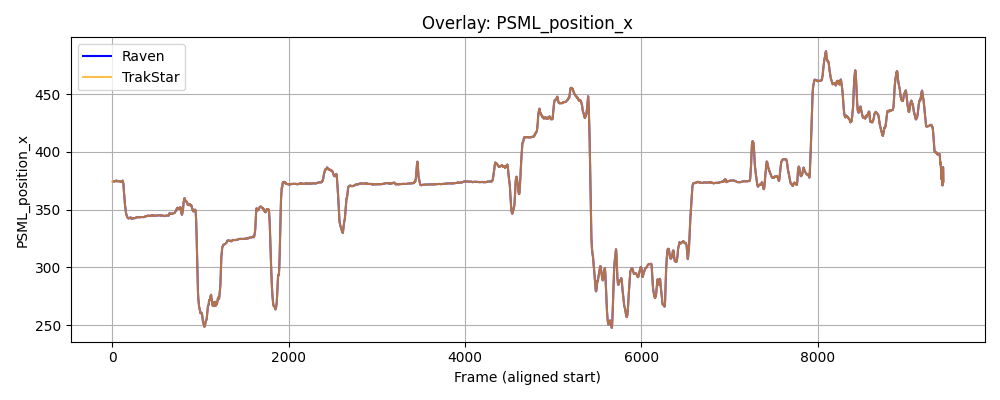 Overlay: PSML_position_x
Raven
TrakStar
PSML_position_x
450
400
350
300
250
0 2000 4000 6000 8000
Frame (aligned start)